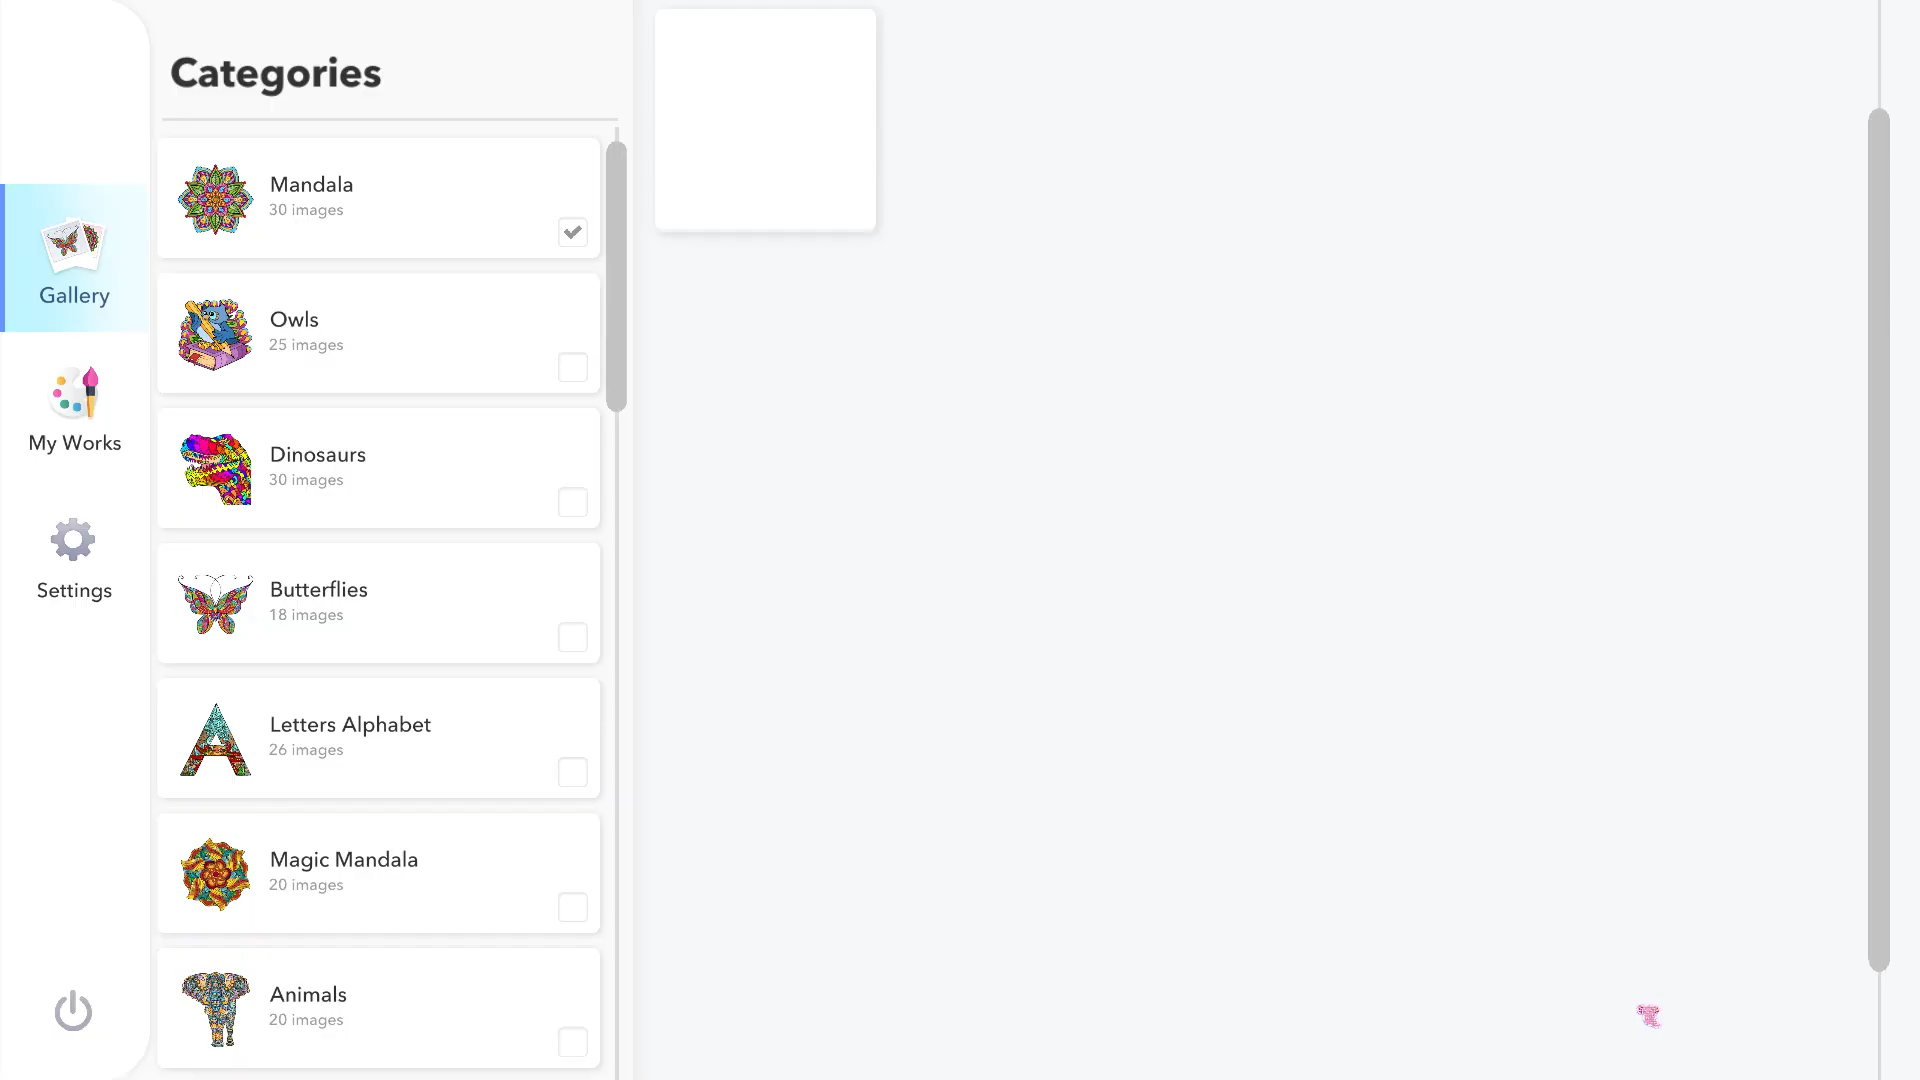 Categories
Mandala
30 images
Owls
25 images
Dinosaurs
30 images
Butterflies
18 images
Letters Alphabet
26 images
Magic Mandala
20 images
Animals
20 images
Gallery
My Works
Settings